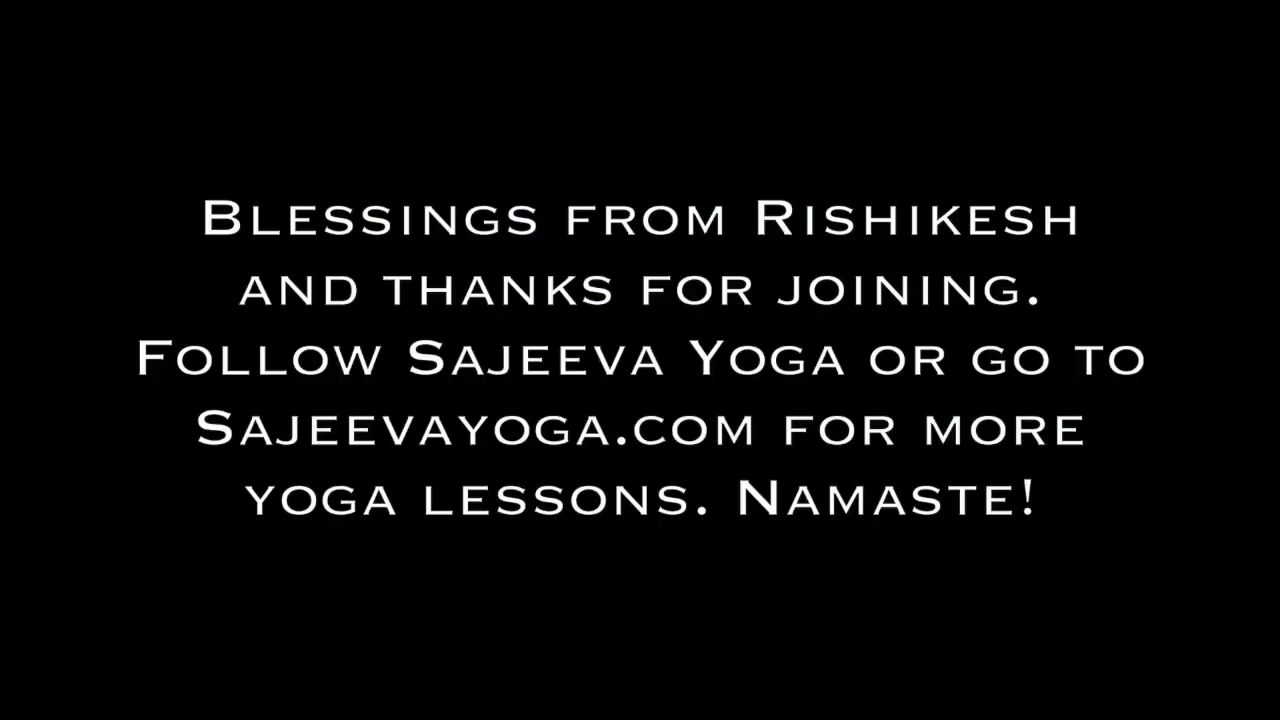 Blessings from Rishikesh
and thanks for joining.
Follow Sajeeva Yoga or go to
Sajeevayoga.com for more
yoga lessons. Namaste!